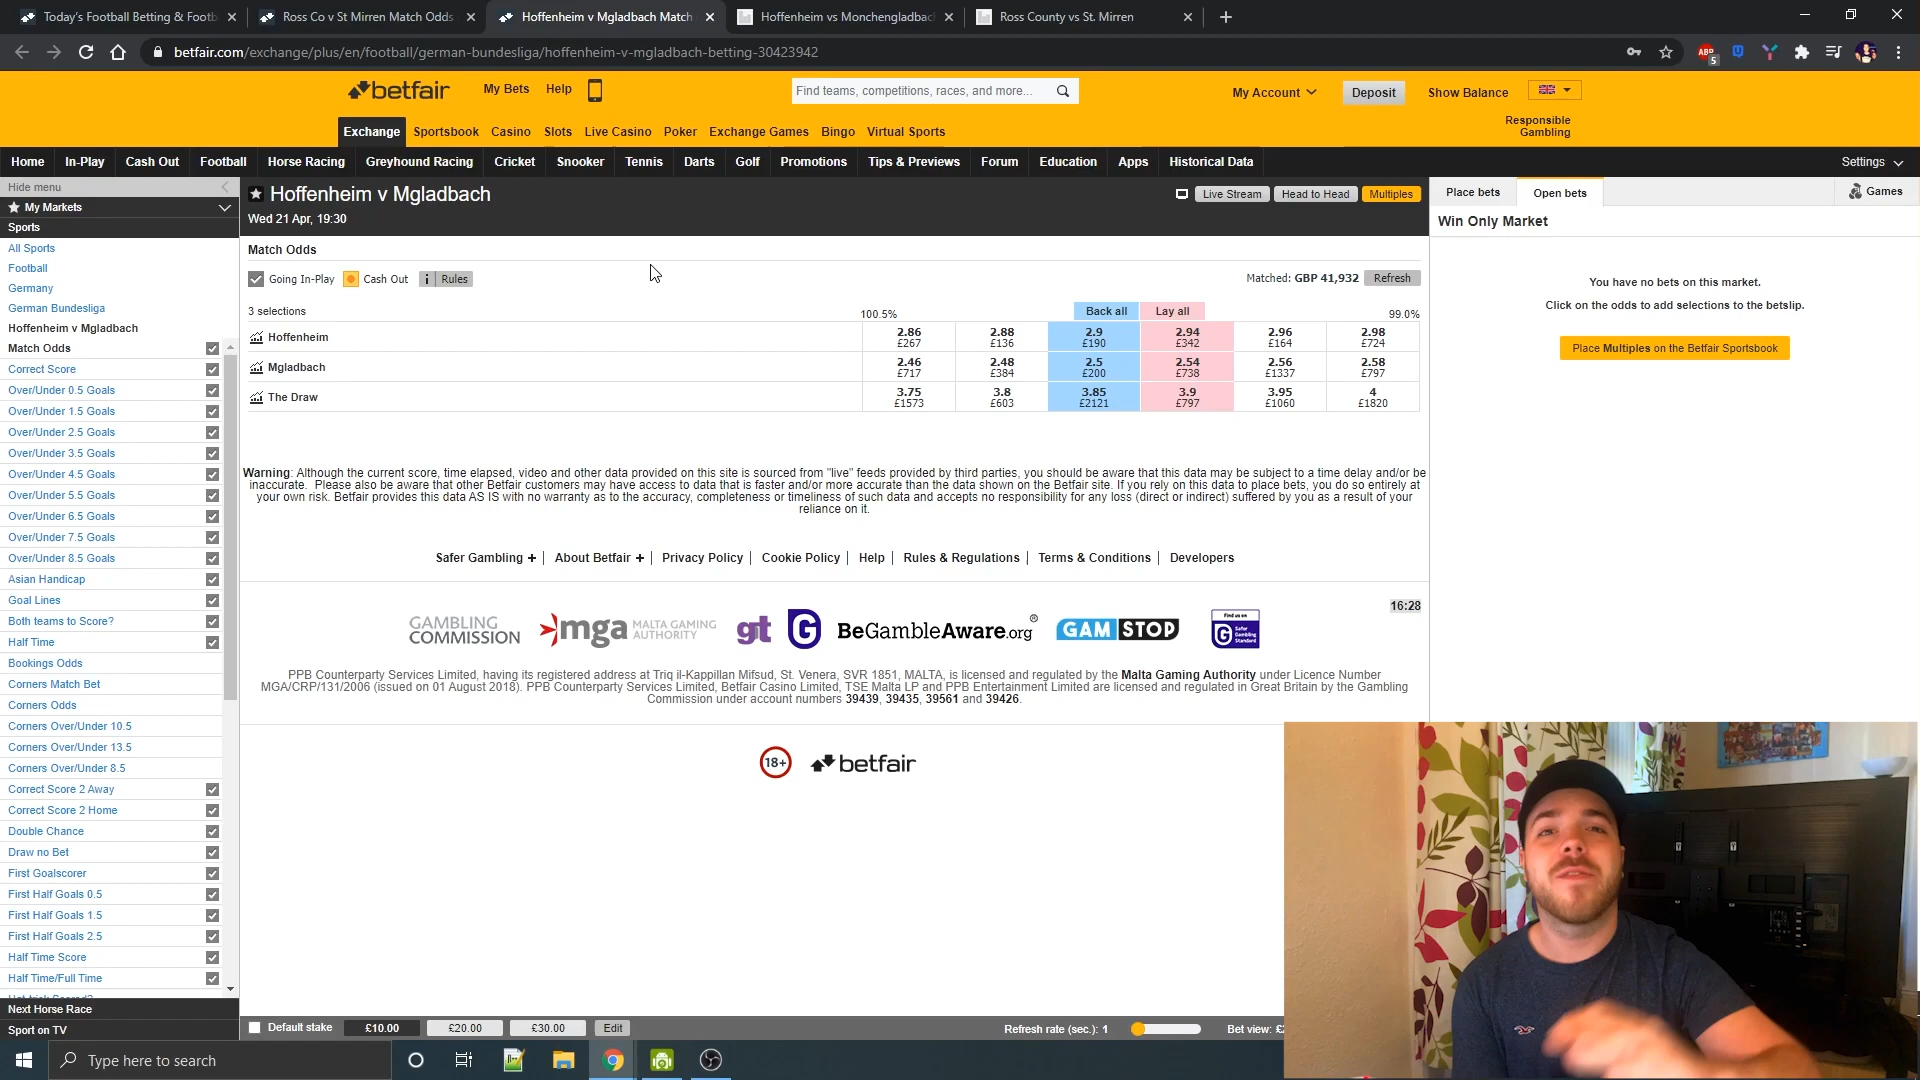 Today's Football Betting & Footb
Ross Co v St Mirren Match Odds
Hoffenheim v Mgladbach Match
Hoffenheim vs Monchengladbac
Ross County vs St. Mirren
betfair.com/exchange/plus/en/football/german-bundesliga/hoffenheim-v-mgladbach-betting-30423942
ABP
5
betfair
My Bets
Help
Find teams, competitions, races, and more...
My Account
Deposit
Show Balance
Responsible
Gambling
Exchange Sportsbook Casino Slots Live Casino Poker Exchange Games Bingo Virtual Sports
Home In-Play Cash Out Football Horse Racing Greyhound Racing Cricket Snooker Tennis Darts Golf Promotions Tips & Previews Forum Education Apps Historical Data Settings
Hide menu
My Markets
Sports
All Sports
Football
Germany
German Bundesliga
Hoffenheim v Mgladbach
Match Odds
Correct Score
Over/Under 0.5 Goals
Over/Under 1.5 Goals
Over/Under 2.5 Goals
Over/Under 3.5 Goals
Over/Under 4.5 Goals
Over/Under 5.5 Goals
Over/Under 6.5 Goals
Over/Under 7.5 Goals
Over/Under 8.5 Goals
Asian Handicap
Goal Lines
Both teams to Score?
Half Time
Bookings Odds
Corners Match Bet
Corners Odds
Corners Over/Under 10.5
Corners Over/Under 13.5
Corners Over/Under 8.5
Correct Score 2 Away
Correct Score 2 Home
Double Chance
Draw no Bet
First Goalscorer
First Half Goals 0.5
First Half Goals 1.5
First Half Goals 2.5
Half Time Score
Half Time/Full Time
Next Horse Race
Sport on TV
Hoffenheim v Mgladbach
Wed 21 Apr, 19:30
Live Stream
Head to Head
Multiples
Match Odds
Going In-Play
Cash Out
i Rules
Matched: GBP 41,932
Refresh
3 selections 100.5% Back all Lay all 99.0%
Hoffenheim 2.86 2.88 2.9 2.94 2.96 2.98
£267 £136 £190 £342 £164 £724
Mgladbach 2.46 2.48 2.5 2.54 2.56 2.58
£717 £384 £200 £738 £1337 £797
The Draw 3.75 3.8 3.85 3.9 3.95 4
£1573 £603 £2121 £797 £1060 £1820
Warning: Although the current score, time elapsed, video and other data provided on this site is sourced from "live" feeds provided by third parties, you should be aware that this data may be subject to a time delay and/or be
inaccurate. Please also be aware that other Betfair customers may have access to data that is faster and/or more accurate than the data shown on the Betfair site. If you rely on this data to place bets, you do so entirely at
your own risk. Betfair provides this data AS IS with no warranty as to the accuracy, completeness or timeliness of such data and accepts no responsibility for any loss (direct or indirect) suffered by you as a result of your
reliance on it.
Safer Gambling + | About Betfair + | Privacy Policy | Cookie Policy | Help | Rules & Regulations | Terms & Conditions | Developers
16:28
GAMBLING
COMMISSION
mga MALTA GAMING
AUTHORITY
gt
G
BeGambleAware.org®
GAMSTOP
Find us on
G Safer
Gambling
Standard
PPB Counterparty Services Limited, having its registered address at Triq il-Kappillan Mifsud, St. Venera, SVR 1851, MALTA, is licensed and regulated by the Malta Gaming Authority under Licence Number
MGA/CRP/131/2006 (issued on 01 August 2018). PPB Counterparty Services Limited, Betfair Casino Limited, TSE Malta LP and PPB Entertainment Limited are licensed and regulated in Great Britain by the Gambling
Commission under account numbers 39439, 39435, 39561 and 39426.
18+
betfair
Place bets
Open bets
Games
Win Only Market
You have no bets on this market.
Click on the odds to add selections to the betslip.
Place Multiples on the Betfair Sportsbook
Default stake £10.00 £20.00 £30.00 Edit
Refresh rate (sec.): 1
Bet view:
Type here to search